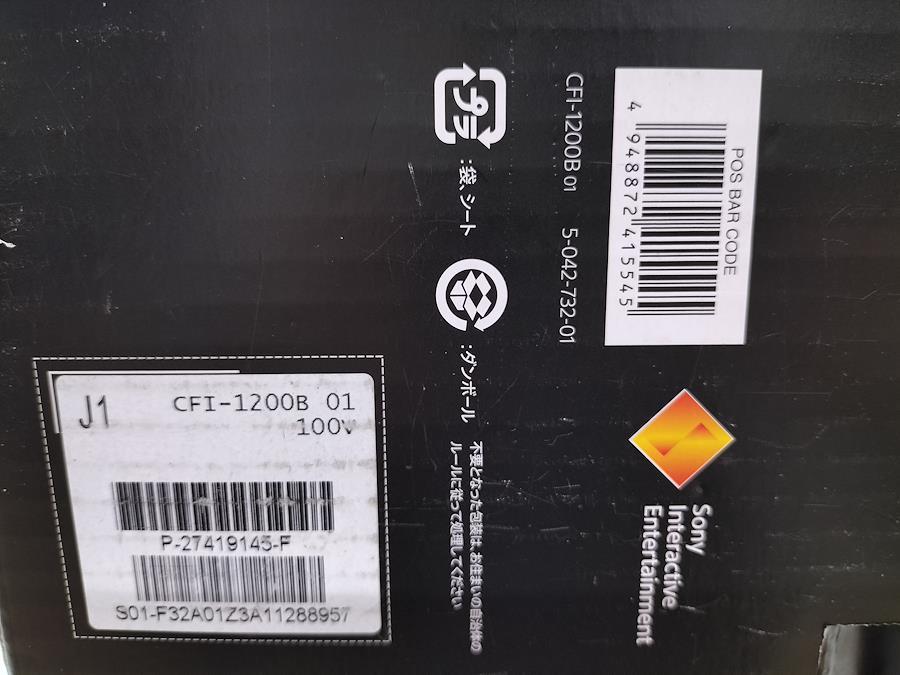 POS BAR CODE
4 948872 415545
CFI-1200B 01 5-042-732-01
プラ
:袋、シート
:ダンボール
不要となった包装は、お住まいの自治体の
ルールに従って処理してください
Sony
Interactive
Entertainment
J1
CFI-1200B 01
100V
P-27419145-F
S01-F32A01Z3A11288957